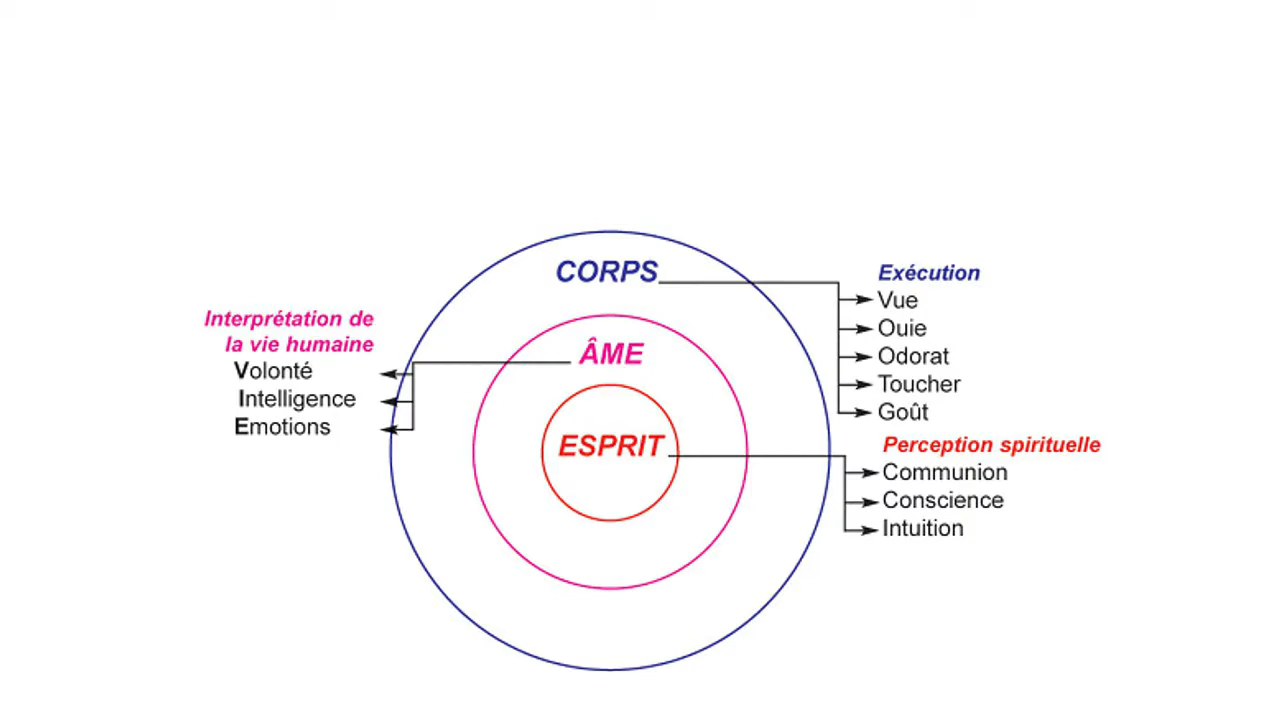 CORPS
Exécution
Vue
Ouie
Odorat
Toucher
Goût
Interprétation de
la vie humaine
Volonté
Intelligence
Emotions
ÂME
ESPRIT
Perception spirituelle
Communion
Conscience
Intuition